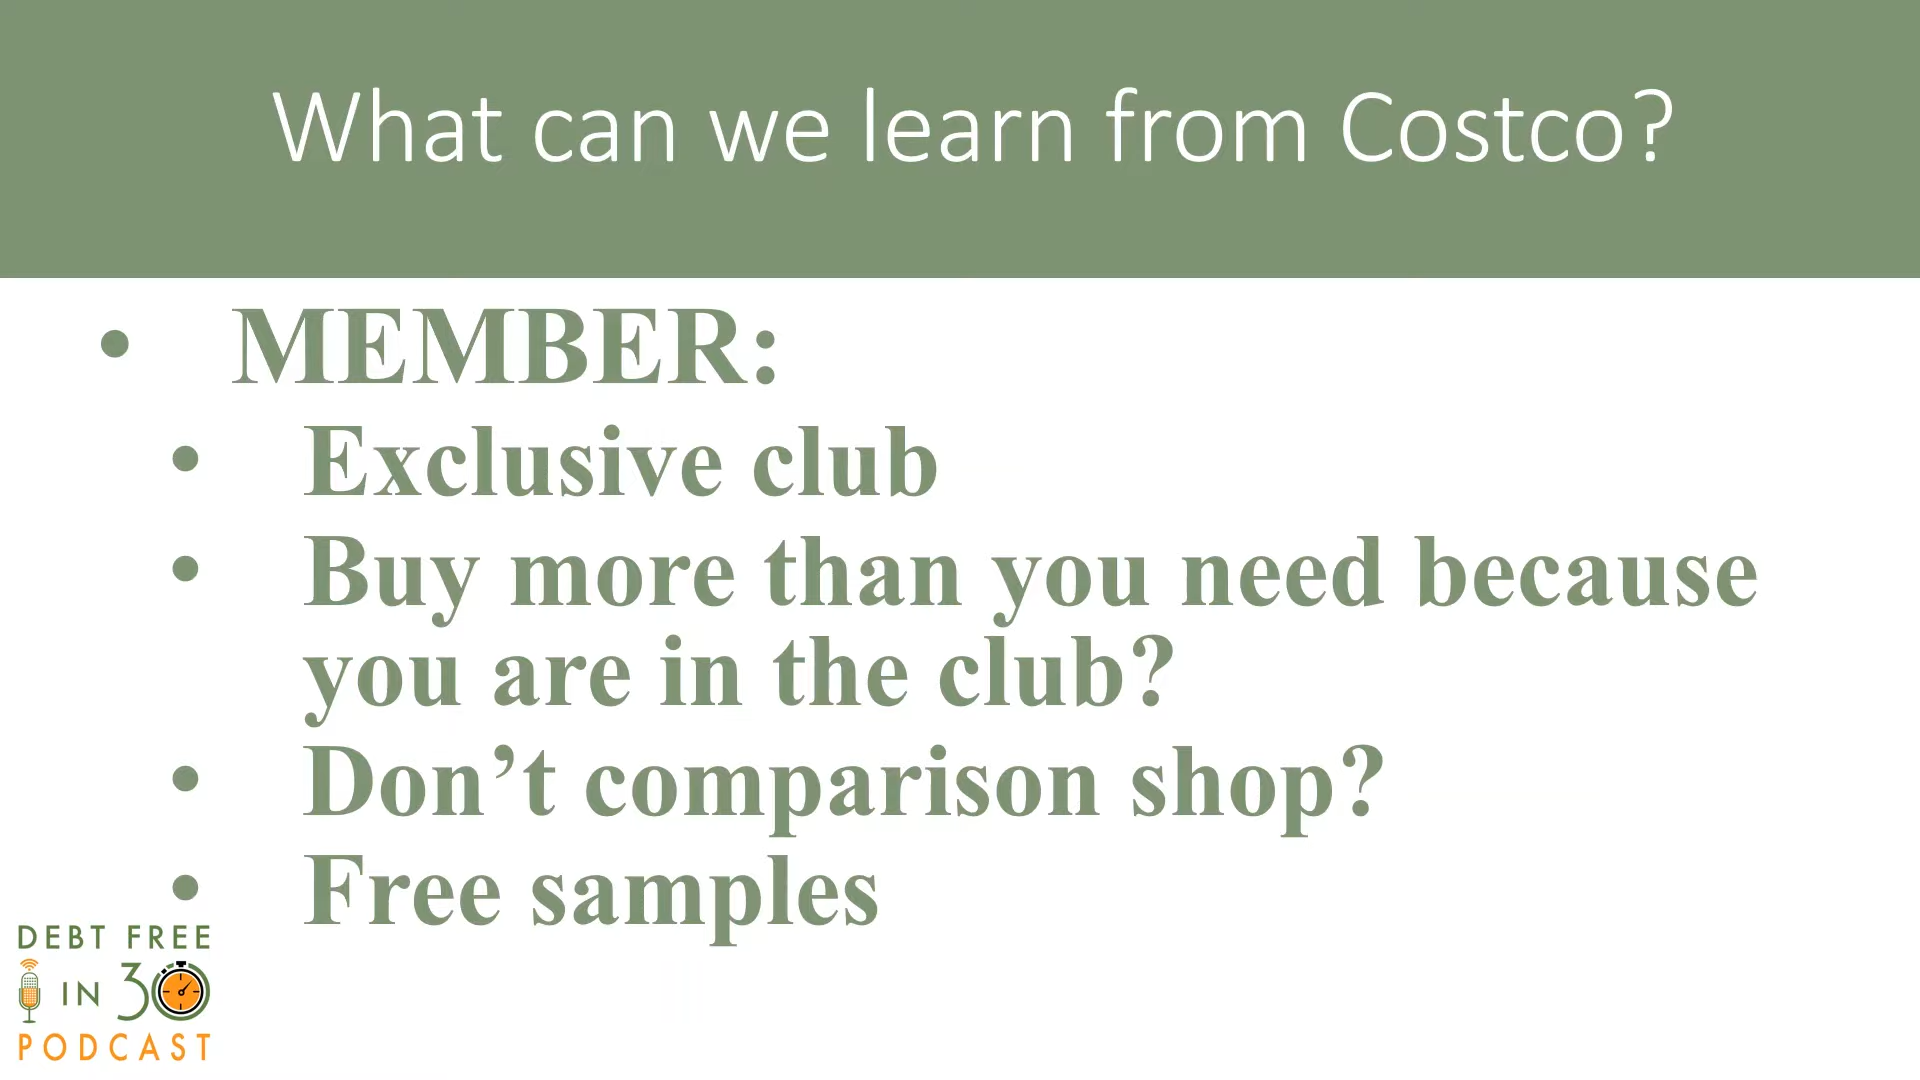 What can we learn from Costco?
• MEMBER:
• Exclusive club
• Buy more than you need because
you are in the club?
• Don’t comparison shop?
• Free samples
DEBT FREE
IN 30
PODCAST